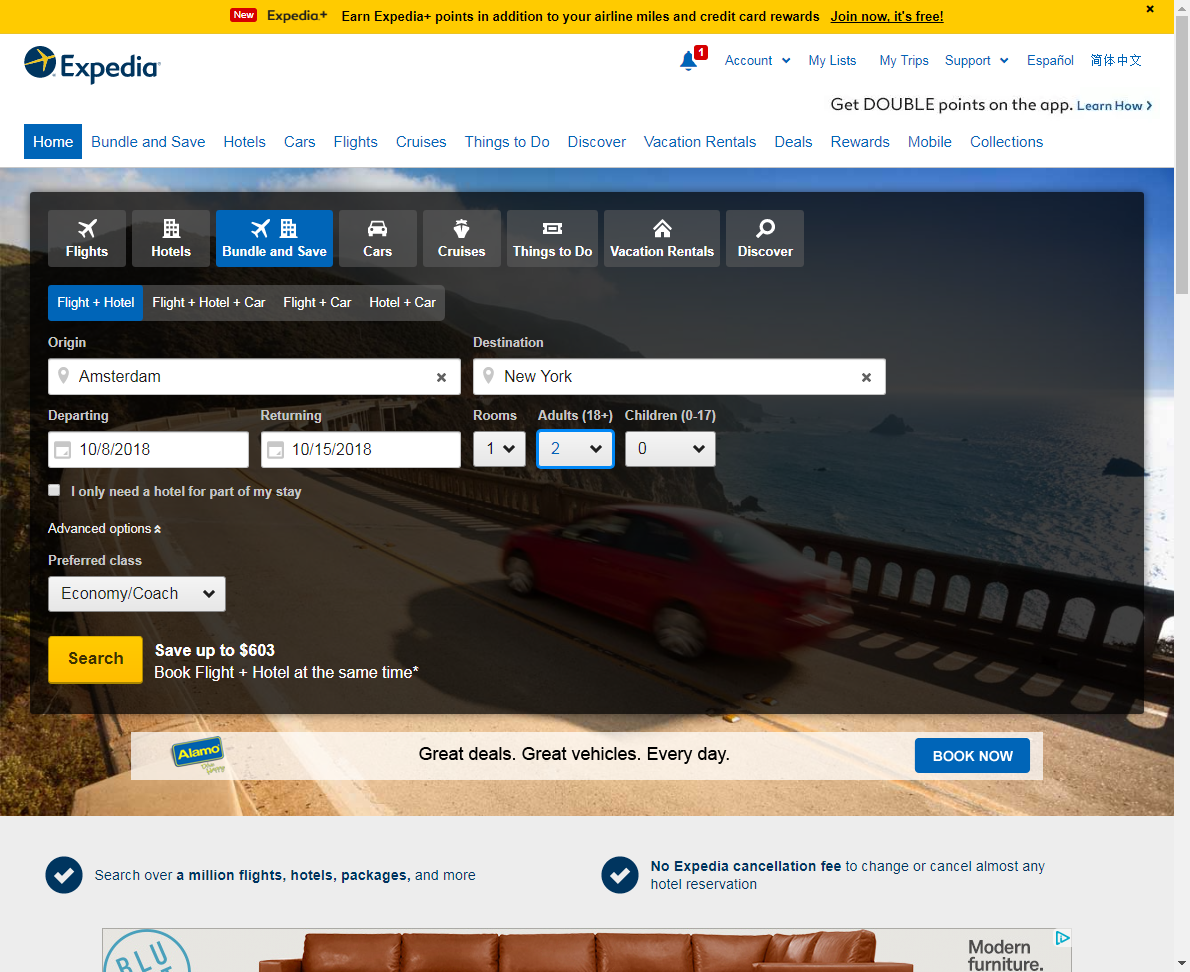 New Expedia+ Earn Expedia+ points in addition to your airline miles and credit card rewards Join now, it's free!
Expedia
1 Account My Lists My Trips Support Español 简体中文
Get DOUBLE points on the app. Learn How
Home Bundle and Save Hotels Cars Flights Cruises Things to Do Discover Vacation Rentals Deals Rewards Mobile Collections
Flights Hotels Bundle and Save Cars Cruises Things to Do Vacation Rentals Discover
Flight + Hotel Flight + Hotel + Car Flight + Car Hotel + Car
Origin Destination
Amsterdam New York
Departing Returning Rooms Adults (18+) Children (0-17)
10/8/2018 10/15/2018 1 2 0
I only need a hotel for part of my stay
Advanced options
Preferred class
Economy/Coach
Search Save up to $603
Book Flight + Hotel at the same time*
Alamo Great deals. Great vehicles. Every day. BOOK NOW
Search over a million flights, hotels, packages, and more
No Expedia cancellation fee to change or cancel almost any
hotel reservation
BLU
Modern
furniture.